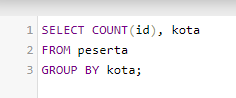 1 SELECT COUNT(id), kota
2 FROM peserta
3 GROUP BY kota;